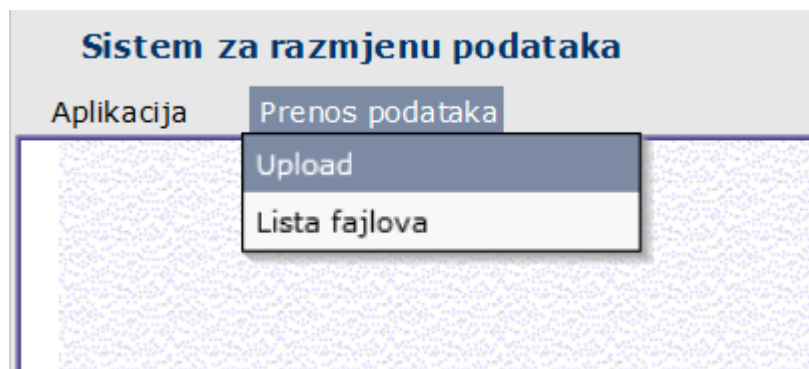 Sistem za razmjenu podataka
Aplikacija Prenos podataka
Upload
Lista fajlova